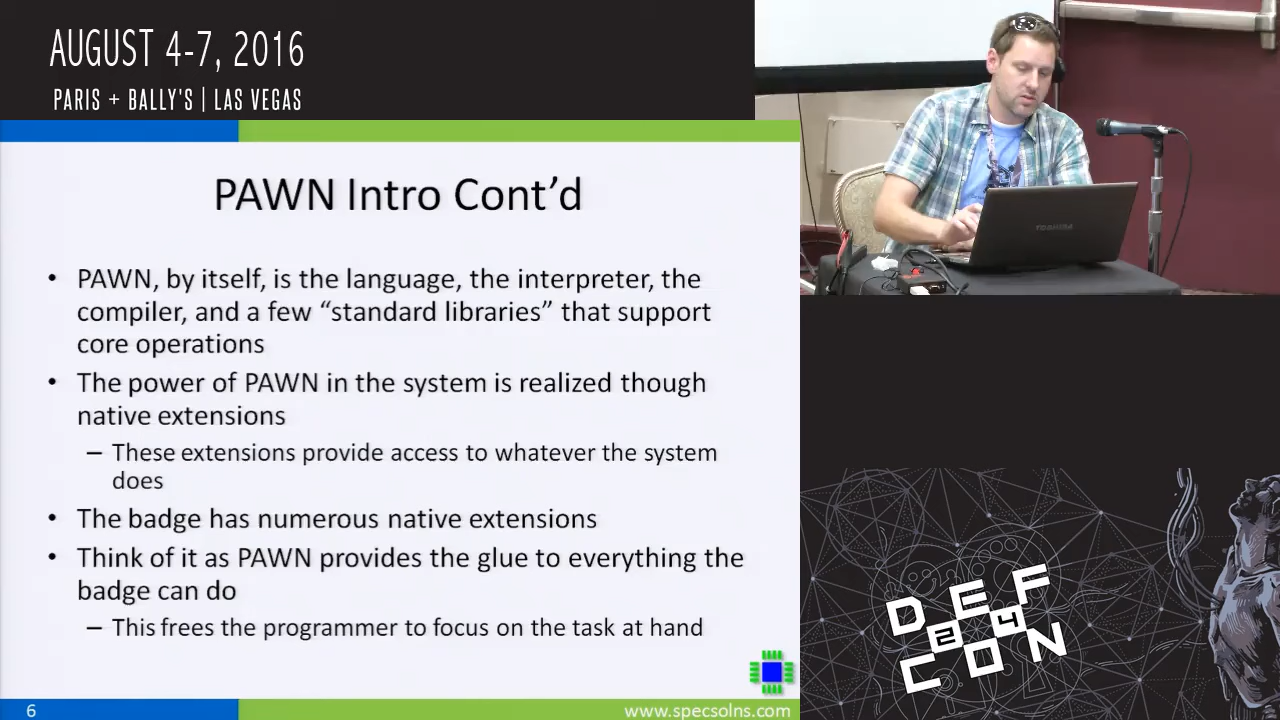 AUGUST 4-7, 2016
PARIS + BALLY'S | LAS VEGAS
PAWN Intro Cont’d
• PAWN, by itself, is the language, the interpreter, the
compiler, and a few “standard libraries” that support
core operations
• The power of PAWN in the system is realized though
native extensions
– These extensions provide access to whatever the system
does
• The badge has numerous native extensions
• Think of it as PAWN provides the glue to everything the
badge can do
– This frees the programmer to focus on the task at hand
6
www.specsolns.com
TOSHIBA
DEF
24
CON